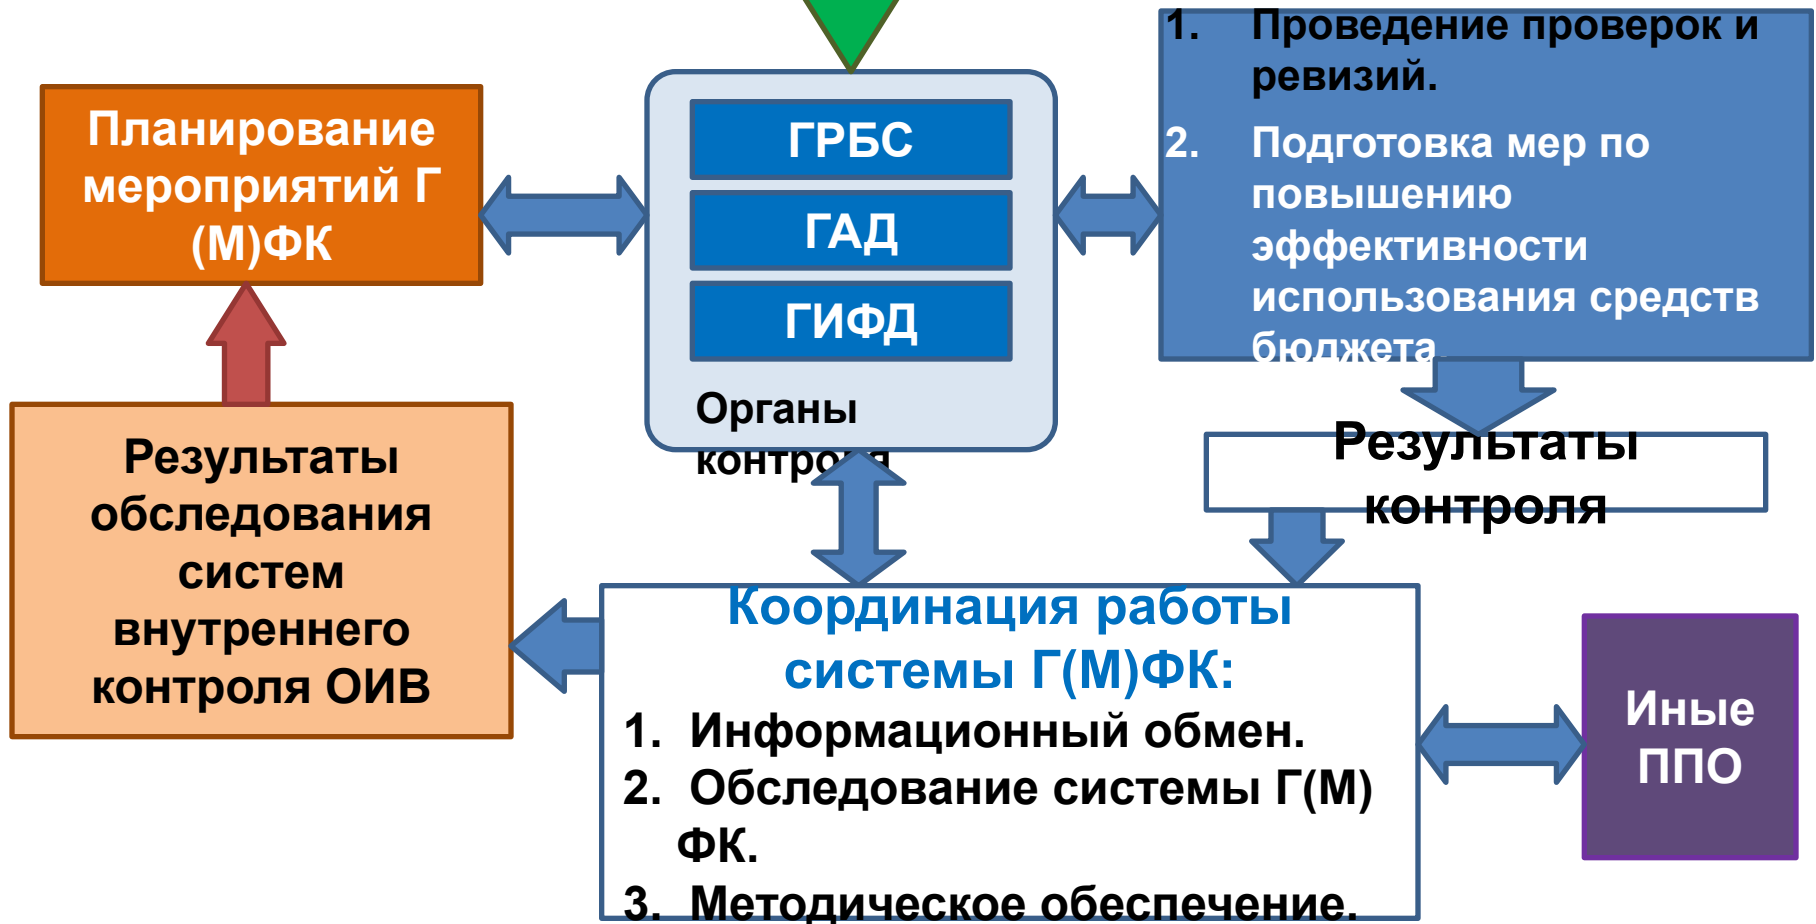 Планирование
мероприятий Г
(М)ФК
ГРБС
ГАД
ГИФД
Органы
контроля
1. Проведение проверок и
ревизий.
2. Подготовка мер по
повышению
эффективности
использования средств
бюджета.
Результаты
контроля
Результаты
обследования
систем
внутреннего
контроля ОИВ
Координация работы
системы Г(М)ФК:
1. Информационный обмен.
2. Обследование системы Г(М)
ФК.
3. Методическое обеспечение.
Иные
ППО